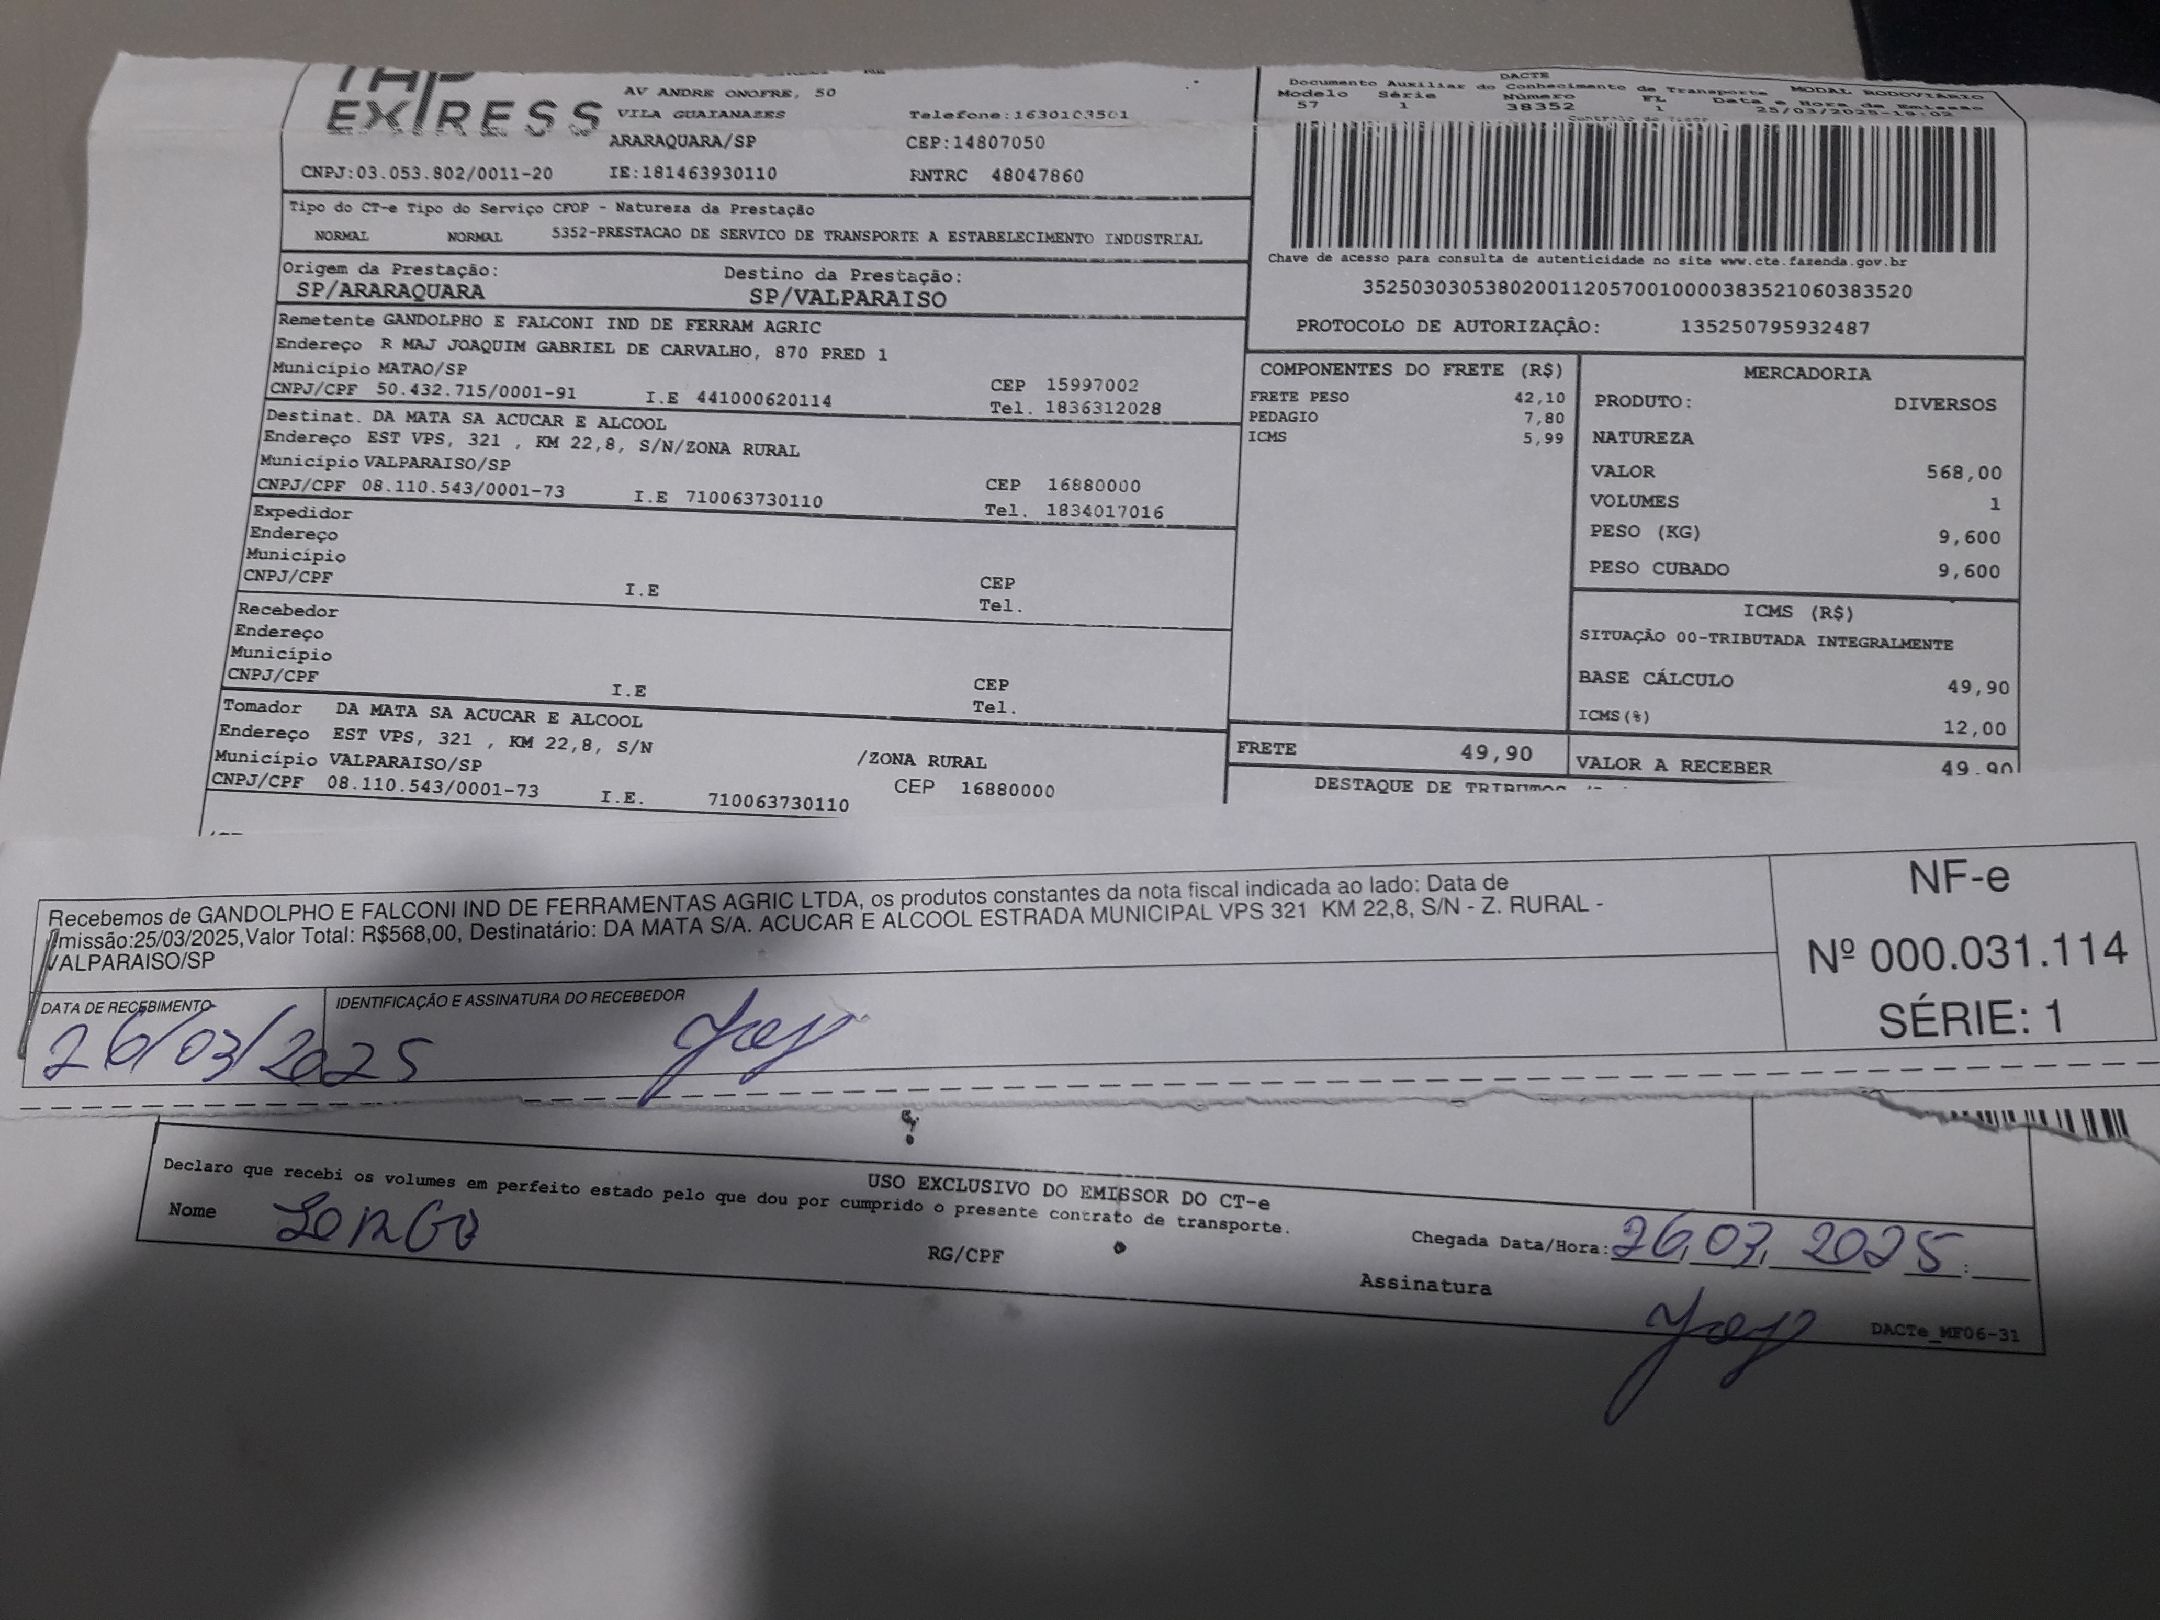 EXPRESS
AV ANDRE ONOFRE, 50
VILA GUAIANAZES Telefone:1630103501
ARARAQUARA/SP CEP:14807050
CNPJ:03.053.802/0011-20 IE:181463930110 RNTRC 48047860
DACTE
Documento Auxiliar do Conhecimento de Transporte MODAL RODOVIÁRIO
Modelo Série Número FL Data e Hora de Emissão
57 1 38352 1 25/03/2025-19:02
Tipo do CT-e Tipo do Serviço CFOP - Natureza da Prestação
NORMAL NORMAL 5352-PRESTACAO DE SERVICO DE TRANSPORTE A ESTABELECIMENTO INDUSTRIAL
Chave de acesso para consulta de autenticidade no site www.cte.fazenda.gov.br
35250303053802001120570010000383521060383520
PROTOCOLO DE AUTORIZAÇÃO: 135250795932487
Origem da Prestação: Destino da Prestação:
SP/ARARAQUARA SP/VALPARAISO
Remetente GANDOLPHO E FALCONI IND DE FERRAM AGRIC
Endereço R MAJ JOAQUIM GABRIEL DE CARVALHO, 870 PRED 1
Município MATAO/SP CEP 15997002
CNPJ/CPF 50.432.715/0001-91 I.E 441000620114 Tel. 1836312028
Destinat. DA MATA SA ACUCAR E ALCOOL
Endereço EST VPS, 321 , KM 22,8, S/N/ZONA RURAL
Município VALPARAISO/SP CEP 16880000
CNPJ/CPF 08.110.543/0001-73 I.E 710063730110 Tel. 1834017016
Expedidor
Endereço
Município CEP
CNPJ/CPF I.E Tel.
Recebedor
Endereço
Município CEP
CNPJ/CPF I.E Tel.
Tomador DA MATA SA ACUCAR E ALCOOL
Endereço EST VPS, 321 , KM 22,8, S/N /ZONA RURAL
Município VALPARAISO/SP CEP 16880000
CNPJ/CPF 08.110.543/0001-73 I.E. 710063730110
COMPONENTES DO FRETE (R$)
FRETE PESO 42,10
PEDAGIO 7,80
ICMS 5,99
FRETE 49,90
MERCADORIA
PRODUTO: DIVERSOS
NATUREZA
VALOR 568,00
VOLUMES 1
PESO (KG) 9,600
PESO CUBADO 9,600
ICMS (R$)
SITUAÇÃO 00-TRIBUTADA INTEGRALMENTE
BASE CÁLCULO 49,90
ICMS(%) 12,00
VALOR A RECEBER 49,90
DESTAQUE DE TRIBUTOS
Recebemos de GANDOLPHO E FALCONI IND DE FERRAMENTAS AGRIC LTDA, os produtos constantes da nota fiscal indicada ao lado: Data de
Emissão:25/03/2025,Valor Total: R$568,00, Destinatário: DA MATA S/A. ACUCAR E ALCOOL ESTRADA MUNICIPAL VPS 321 KM 22,8, S/N - Z. RURAL -
VALPARAISO/SP
NF-e
Nº 000.031.114
SÉRIE: 1
DATA DE RECEBIMENTO IDENTIFICAÇÃO E ASSINATURA DO RECEBEDOR
26/03/2025
USO EXCLUSIVO DO EMISSOR DO CT-e
Declaro que recebi os volumes em perfeito estado pelo que dou por cumprido o presente contrato de transporte.
Nome RG/CPF Chegada Data/Hora: 26,03, 2025
Assinatura
DACTe_MF06-31